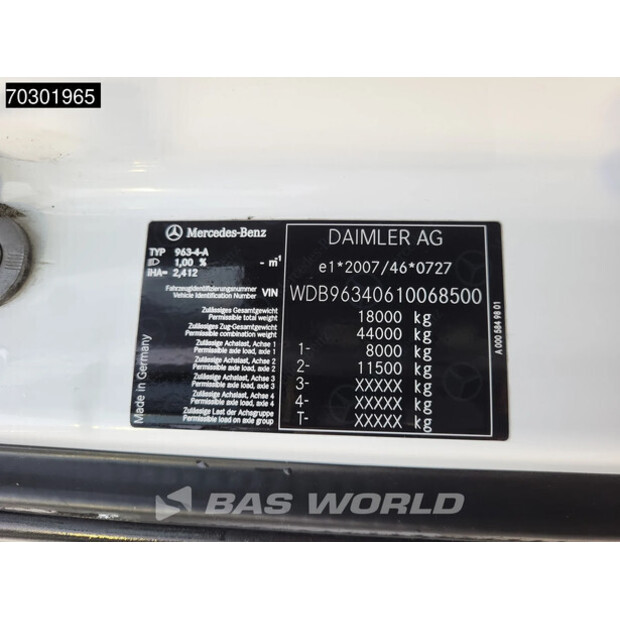 70301965
Mercedes-Benz
TYP 963-4-A
1,00 % - m⁻¹
iHA= 2,412
Fahrzeugidentifizierungsnummer
Vehicle Identification Number VIN
Zulässiges Gesamtgewicht
Permissible total weight
Zulässiges Zug-Gesamtgewicht
Permissible combination weight
Zulässige Achslast, Achse 1
Permissible axle load, axle 1
Zulässige Achslast, Achse 2
Permissible axle load, axle 2
Zulässige Achslast, Achse 3
Permissible axle load, axle 3
Zulässige Achslast, Achse 4
Permissible axle load, axle 4
Zulässige Last der Achsgruppe
Permissible load on axle group
Made in Germany
DAIMLER AG
e1*2007/46*0727
WDB96340610068500
18000 kg
44000 kg
1- 8000 kg
2- 11500 kg
3- XXXXX kg
4- XXXXX kg
T- XXXXX kg
A 000 584 98 01
BAS WORLD